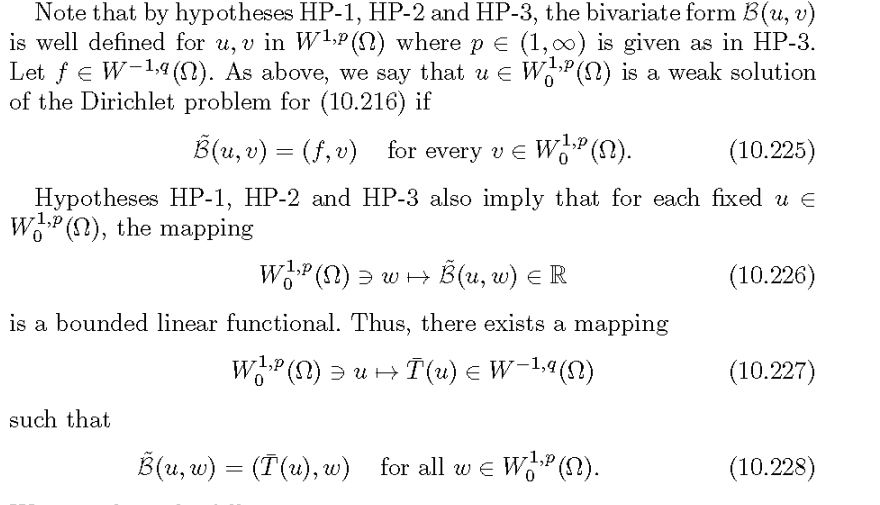 Note that by hypotheses HP-1, HP-2 and HP-3, the bivariate form ℬ̃(u, v)
is well defined for u, v in W^{1,p}(Ω) where p ∈ (1, ∞) is given as in HP-3.
Let f ∈ W^{−1,q}(Ω). As above, we say that u ∈ W_0^{1,p}(Ω) is a weak solution
of the Dirichlet problem for (10.216) if
ℬ̃(u, v) = (f, v) for every v ∈ W_0^{1,p}(Ω). (10.225)
Hypotheses HP-1, HP-2 and HP-3 also imply that for each fixed u ∈
W_0^{1,p}(Ω), the mapping
W_0^{1,p}(Ω) ∋ w ↦ ℬ̃(u, w) ∈ ℝ (10.226)
is a bounded linear functional. Thus, there exists a mapping
W_0^{1,p}(Ω) ∋ u ↦ T̄(u) ∈ W^{−1,q}(Ω) (10.227)
such that
ℬ̃(u, w) = (T̄(u), w) for all w ∈ W_0^{1,p}(Ω). (10.228)